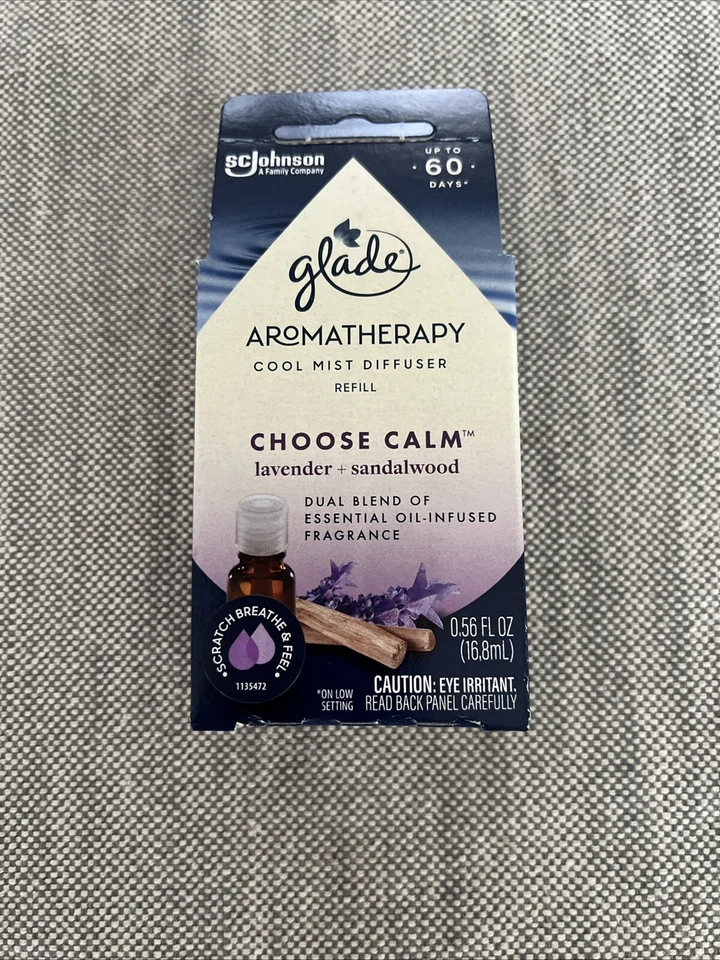 scjohnson
A Family Company
UP TO
· 60 ·
DAYS*
glade®
AROMATHERAPY
COOL MIST DIFFUSER
REFILL
CHOOSE CALM™
lavender + sandalwood
DUAL BLEND OF
ESSENTIAL OIL-INFUSED
FRAGRANCE
• SCRATCH BREATHE & FEEL •
1135472
0.56 FL OZ
(16.8mL)
*ON LOW
SETTING
CAUTION: EYE IRRITANT.
READ BACK PANEL CAREFULLY